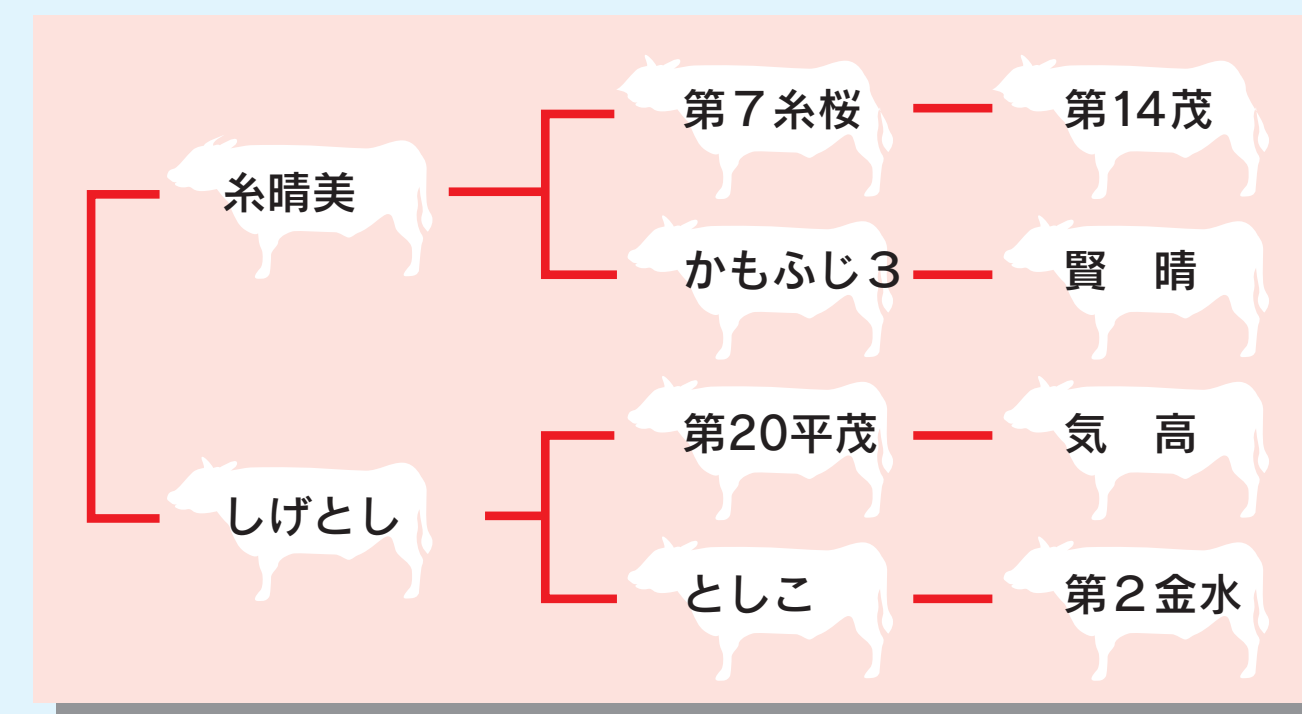 糸晴美
しげとし
第７糸桜
かもふじ３
第20平茂
としこ
第14茂
賢　晴
気　高
第２金水